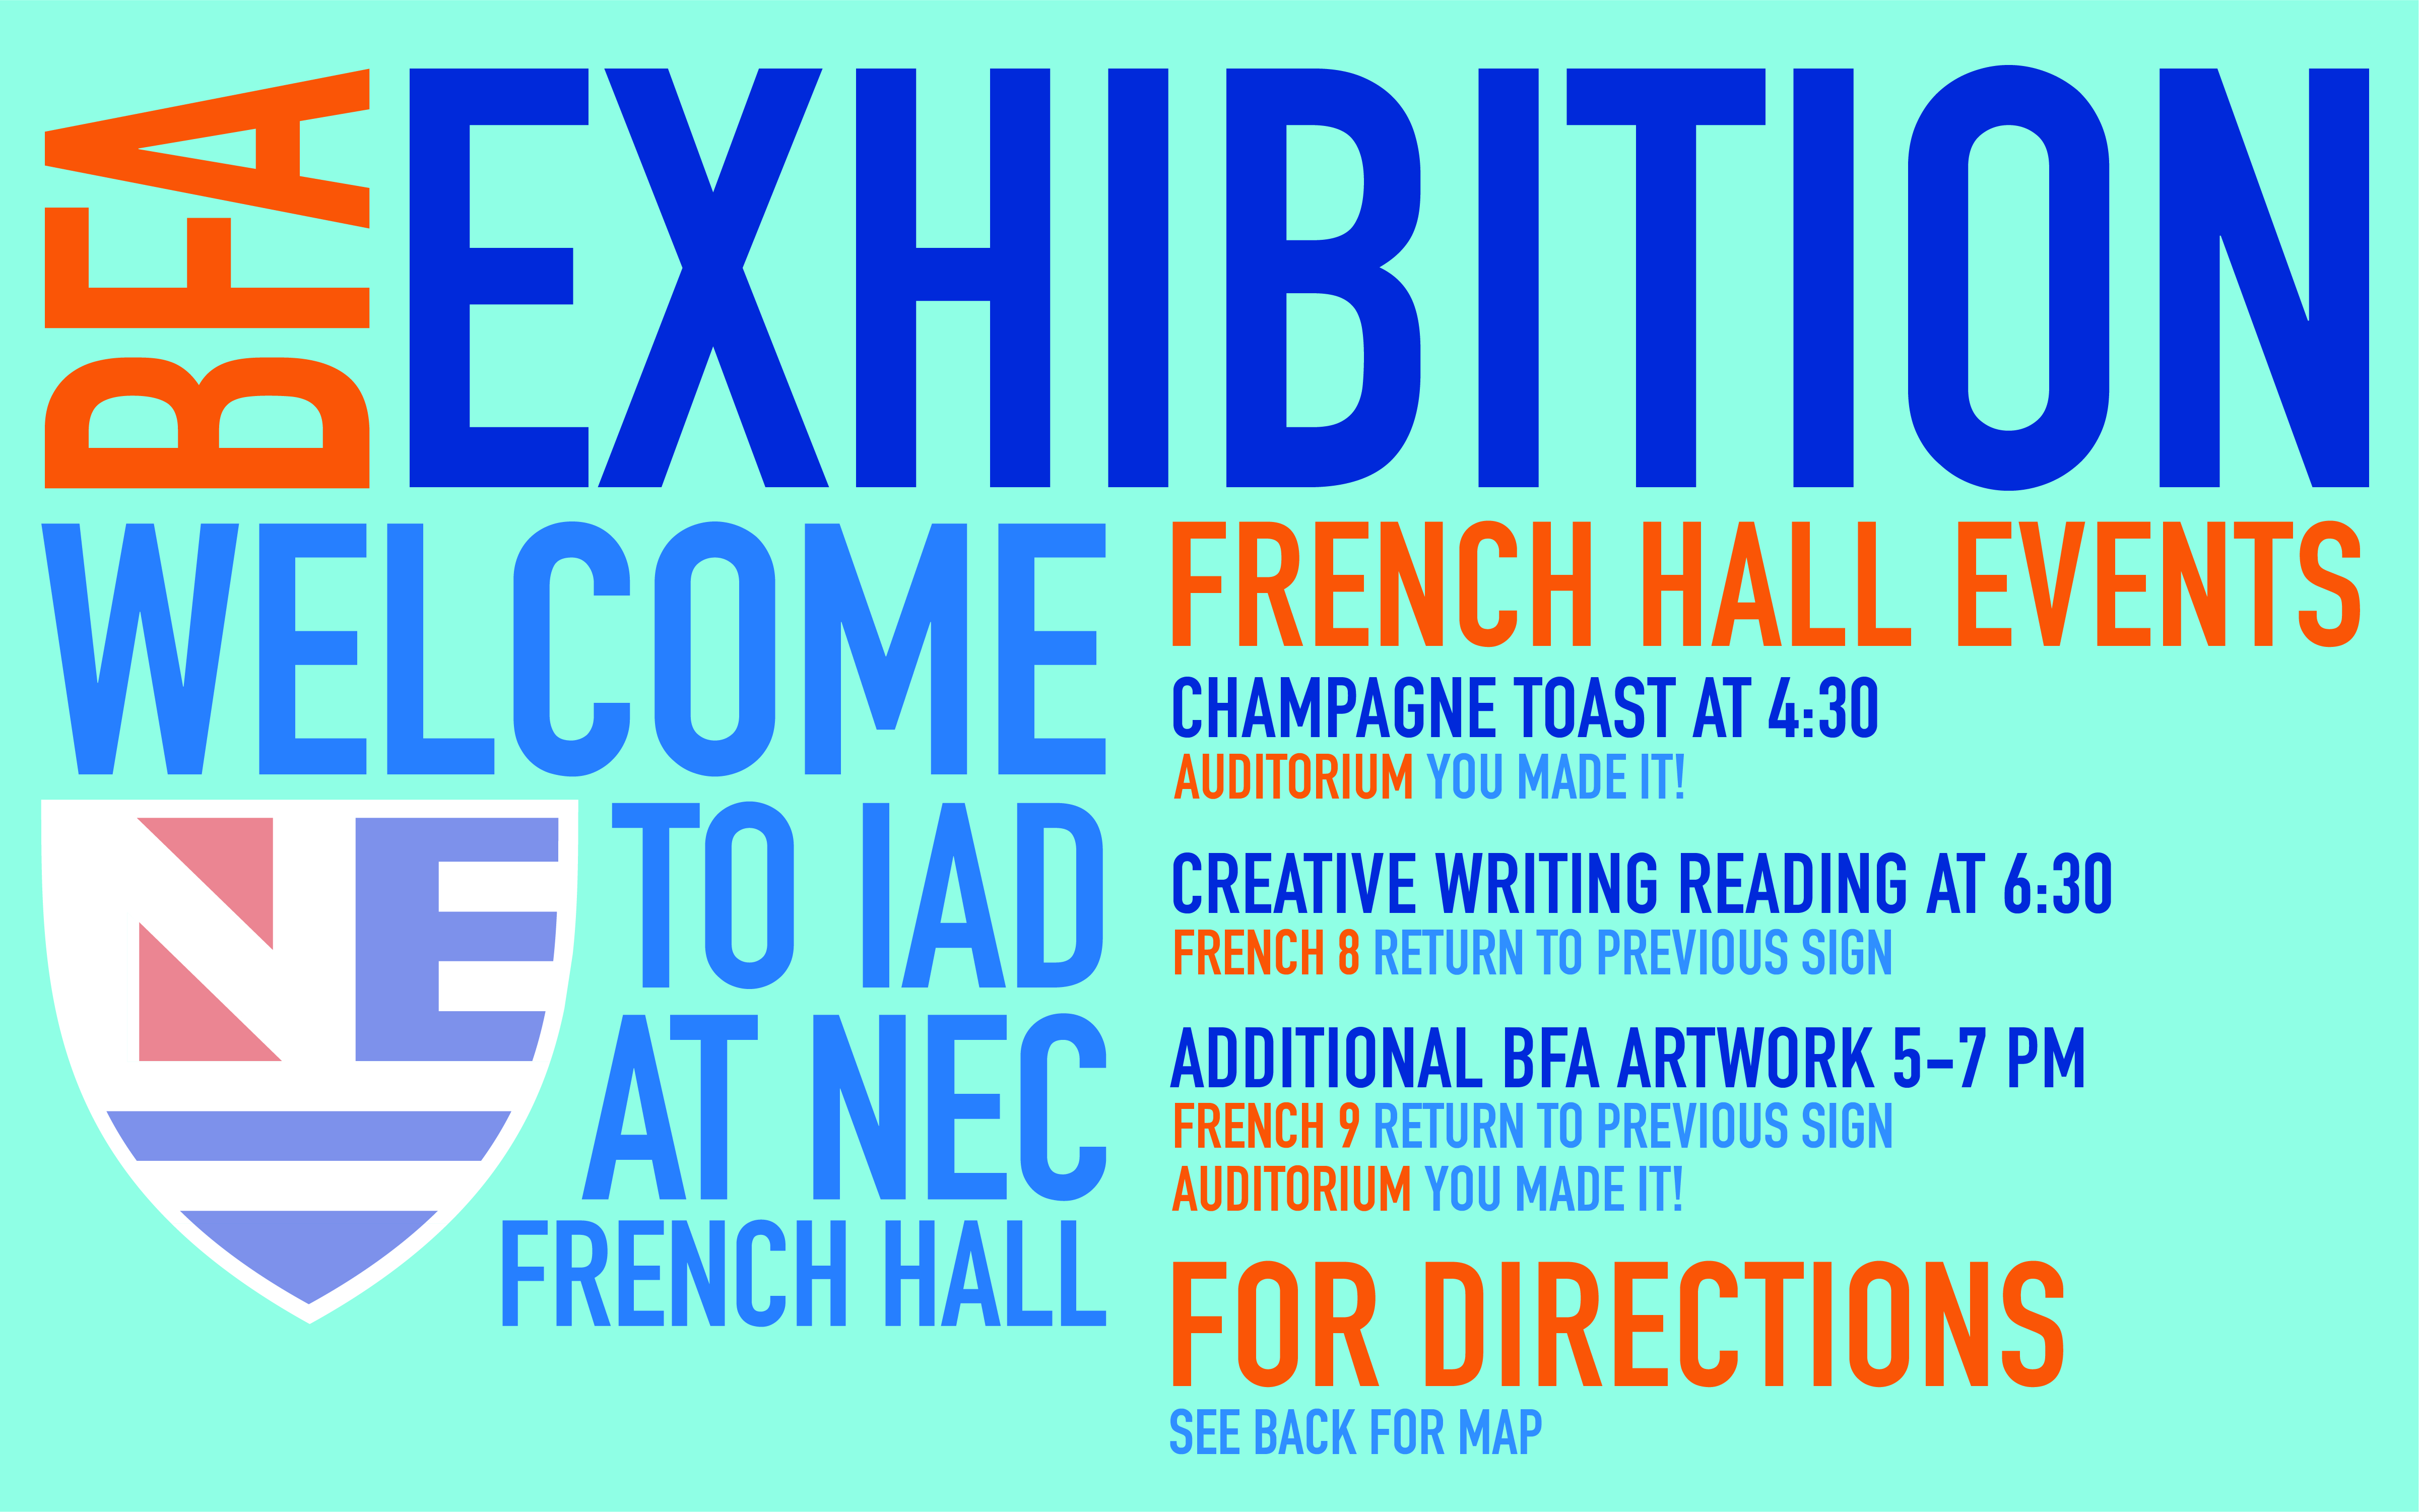 BFA
EXHIBITION
WELCOME
TO IAD
AT NEC
FRENCH HALL
NE
FRENCH HALL EVENTS
CHAMPAGNE TOAST AT 4:30
AUDITORIUM YOU MADE IT!
CREATIVE WRITING READING AT 6:30
FRENCH 8 RETURN TO PREVIOUS SIGN
ADDITIONAL BFA ARTWORK 5–7 PM
FRENCH 9 RETURN TO PREVIOUS SIGN
AUDITORIUM YOU MADE IT!
FOR DIRECTIONS
SEE BACK FOR MAP